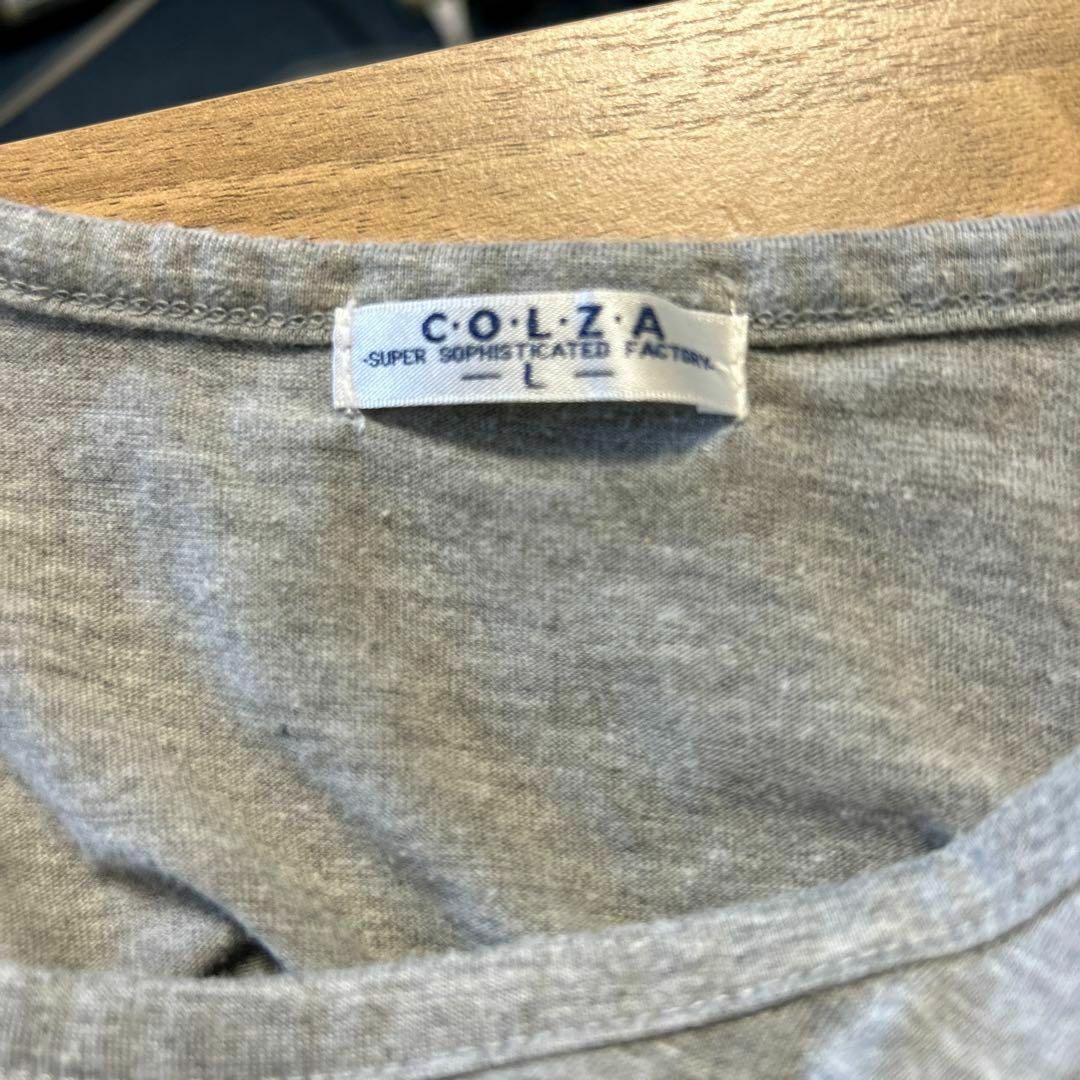 C·O·L·Z·A
-SUPER SOPHISTICATED FACTORY-
— L —